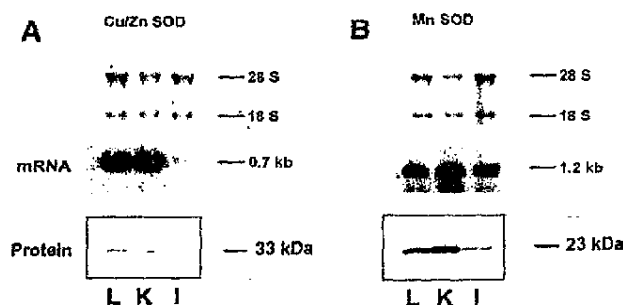 A Cu/Zn SOD
28 S
18 S
mRNA 0.7 kb
Protein 33 kDa
L K I
B Mn SOD
28 S
18 S
1.2 kb
23 kDa
L K I